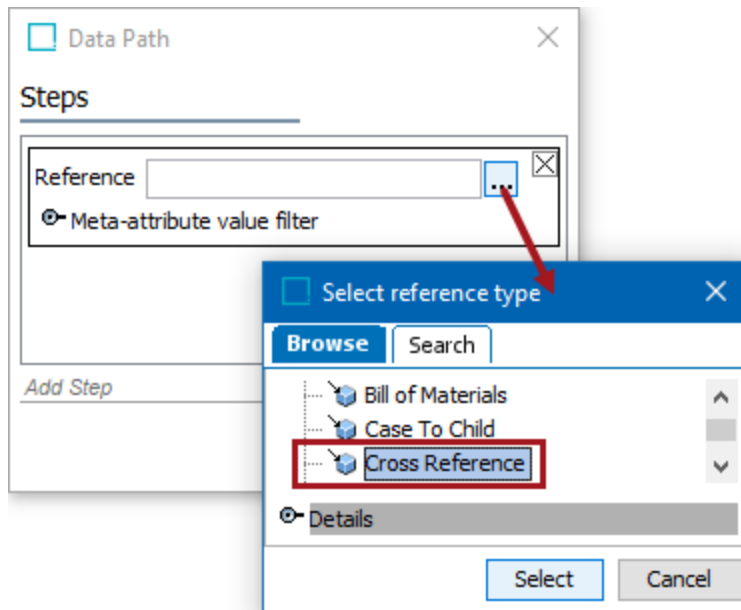 Data Path
Steps
Reference
...
Meta-attribute value filter
Add Step
Select reference type
Browse
Search
Bill of Materials
Case To Child
Cross Reference
Details
Select
Cancel